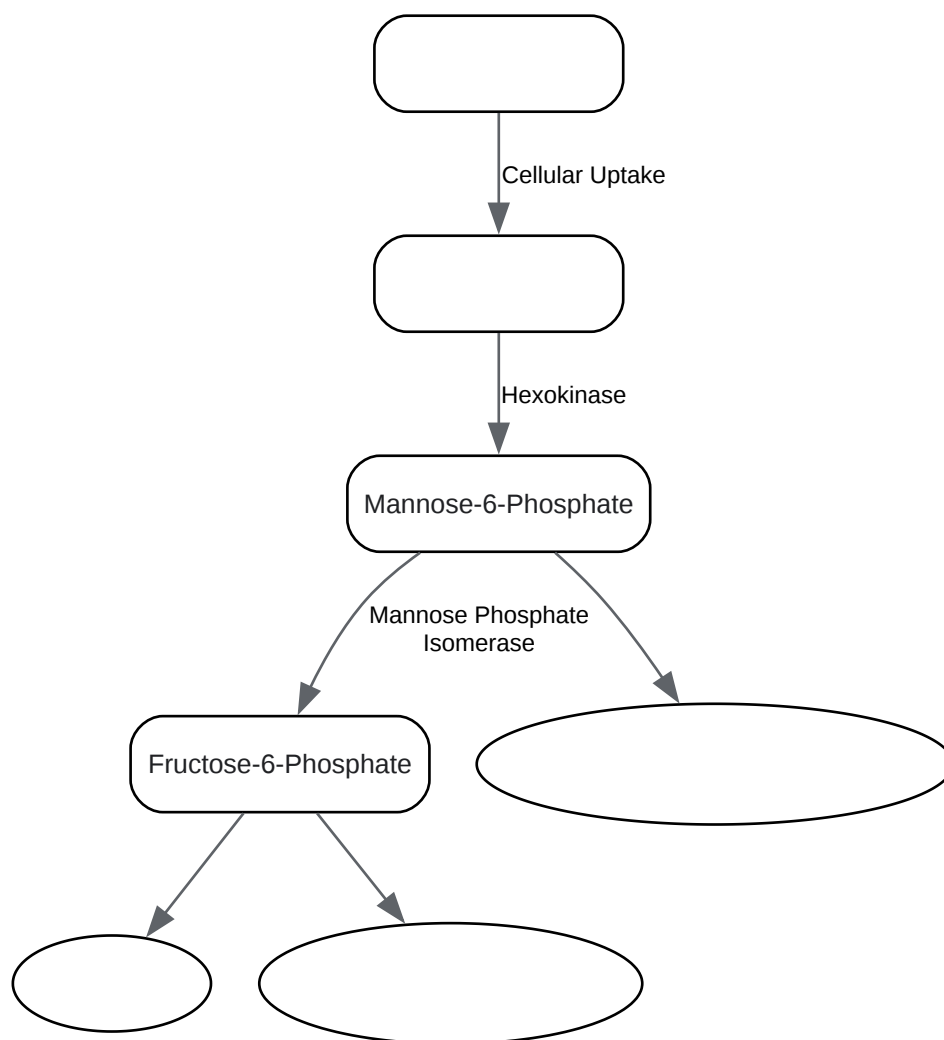 Cellular Uptake
Hexokinase
Mannose-6-Phosphate
Mannose Phosphate
Isomerase
Fructose-6-Phosphate